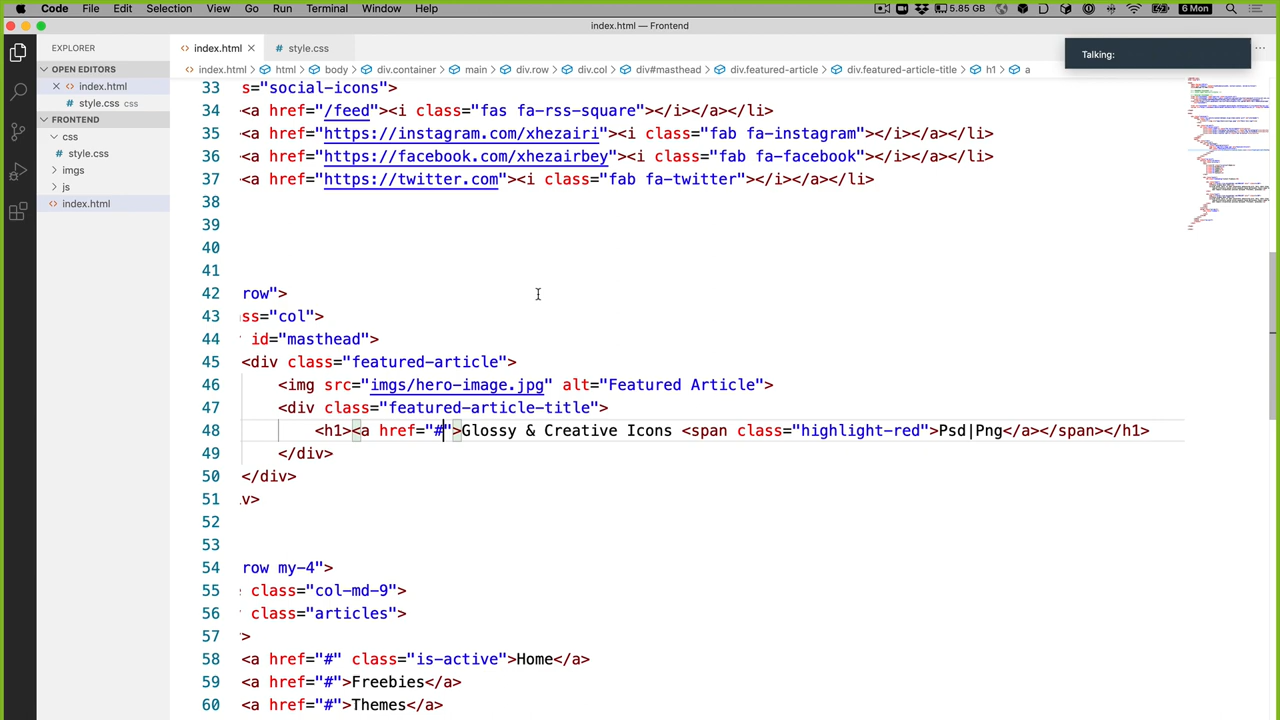 Code File Edit Selection View Go Run Terminal Window Help 5.85 GB 6 Mon
index.html — Frontend
EXPLORER
index.html
style.css
Talking:
OPEN EDITORS
index.html
style.css css
FRONTEND
css
style.css
imgs
js
index.html
index.html > html > body > div.container > main > div.row > div.col > div#masthead > div.featured-article > div.featured-article-title > h1 > a
33 s="social-icons">
34 <a href="/feed"><i class="fas fa-rss-square"></i></a></li>
35 <a href="https://instagram.com/xhezairi"><i class="fab fa-instagram"></i></a></li>
36 <a href="https://facebook.com/xhezairbey"><i class="fab fa-facebook"></i></a></li>
37 <a href="https://twitter.com"><i class="fab fa-twitter"></i></a></li>
38
39
40
41
42 row">
43 ss="col">
44 id="masthead">
45 <div class="featured-article">
46 <img src="imgs/hero-image.jpg" alt="Featured Article">
47 <div class="featured-article-title">
48 <h1><a href="#">Glossy & Creative Icons <span class="highlight-red">Psd|Png</a></span></h1>
49 </div>
50 </div>
51 v>
52
53
54 row my-4">
55 class="col-md-9">
56 class="articles">
57 >
58 <a href="#" class="is-active">Home</a>
59 <a href="#">Freebies</a>
60 <a href="#">Themes</a>